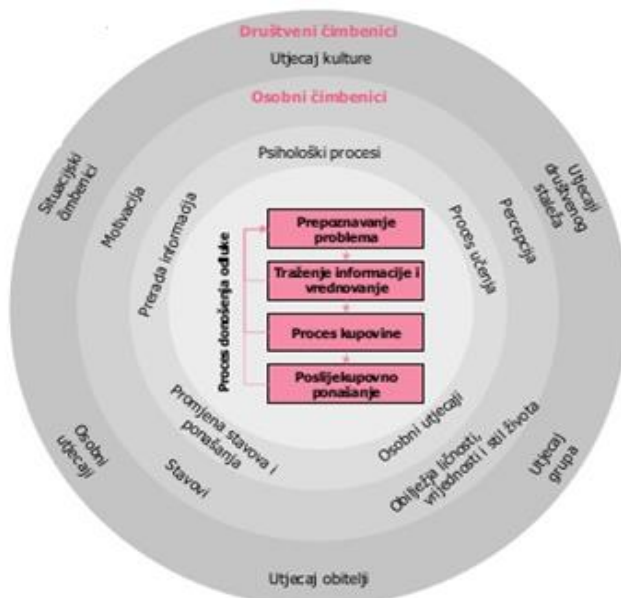 Društveni čimbenici
Utjecaj kulture
Osobni čimbenici
Psihološki procesi
Situacijski
čimbenici
Motivacija
Prerada informacija
Proces učenja
Percepcija
Utjecaji
društvenog
staleža
Proces donošenja odluke
Prepoznavanje
problema
Traženje informacije i
vrednovanje
Proces kupovine
Poslijekupovno
ponašanje
promjena stavova i
ponašanja
Osobni utjecaji
Osobni
utjecaji
Stavovi
Obilježja ličnosti,
vrijednosti i stil života
Utjecaj
grupa
Utjecaj obitelji